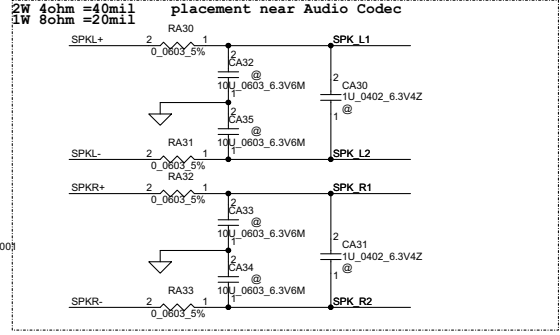 2W 4ohm =40mil placement near Audio Codec
1W 8ohm =20mil
RA30
SPKL+ 2 1 SPK_L1
0_0603_5%
2
CA32
@
10U_0603_6.3V6M
1
2
CA30
1U_0402_6.3V4Z
@
1
2
CA35
@
10U_0603_6.3V6M
1
RA31
SPKL- 2 1 SPK_L2
0_0603_5%
RA32
SPKR+ 2 1 SPK_R1
0_0603_5%
2
CA33
@
10U_0603_6.3V6M
1
2
CA31
1U_0402_6.3V4Z
@
1
001
2
CA34
@
10U_0603_6.3V6M
1
RA33
SPKR- 2 1 SPK_R2
0_0603_5%